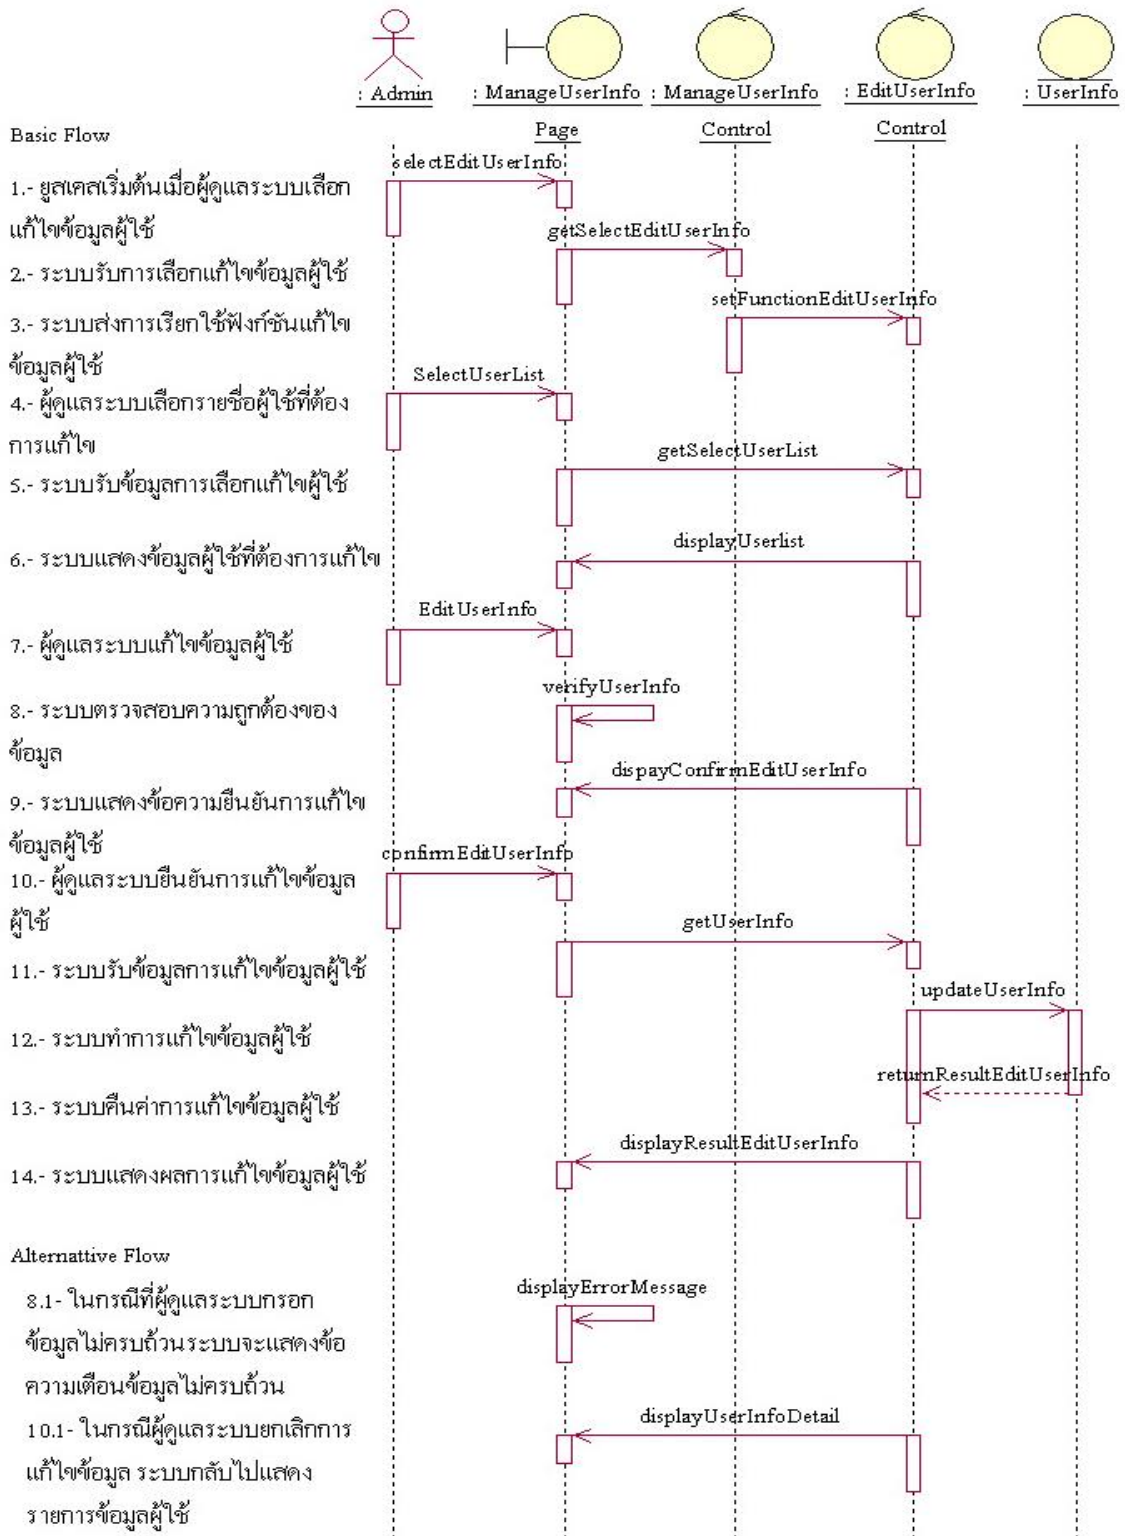 : Admin
: ManageUserInfo
Page
: ManageUserInfo
Control
: EditUserInfo
Control
: UserInfo
Basic Flow
selectEditUserInfo
1.- ยูสเคสเริ่มต้นเมื่อผู้ดูแลระบบเลือก
แก้ไขข้อมูลผู้ใช้
getSelectEditUserInfo
2.- ระบบรับการเลือกแก้ไขข้อมูลผู้ใช้
setFunctionEditUserInfo
3.- ระบบส่งการเรียกใช้ฟังก์ชันแก้ไข
ข้อมูลผู้ใช้
SelectUserList
4.- ผู้ดูแลระบบเลือกรายชื่อผู้ใช้ที่ต้อง
การแก้ไข
getSelectUserList
5.- ระบบรับข้อมูลการเลือกแก้ไขผู้ใช้
displayUserlist
6.- ระบบแสดงข้อมูลผู้ใช้ที่ต้องการแก้ไข
EditUserInfo
7.- ผู้ดูแลระบบแก้ไขข้อมูลผู้ใช้
verifyUserInfo
8.- ระบบตรวจสอบความถูกต้องของ
ข้อมูล
dispayConfirmEditUserInfo
9.- ระบบแสดงข้อความยืนยันการแก้ไข
ข้อมูลผู้ใช้
confirmEditUserInfo
10.- ผู้ดูแลระบบยืนยันการแก้ไขข้อมูล
ผู้ใช้
getUserInfo
11.- ระบบรับข้อมูลการแก้ไขข้อมูลผู้ใช้
updateUserInfo
12.- ระบบทำการแก้ไขข้อมูลผู้ใช้
returnResultEditUserInfo
13.- ระบบคืนค่าการแก้ไขข้อมูลผู้ใช้
displayResultEditUserInfo
14.- ระบบแสดงผลการแก้ไขข้อมูลผู้ใช้
Alternattive Flow
displayErrorMessage
8.1- ในกรณีที่ผู้ดูแลระบบกรอก
ข้อมูลไม่ครบถ้วนระบบจะแสดงข้อ
ความเตือนข้อมูลไม่ครบถ้วน
displayUserInfoDetail
10.1- ในกรณีผู้ดูแลระบบยกเลิกการ
แก้ไขข้อมูล ระบบกลับไปแสดง
รายการข้อมูลผู้ใช้